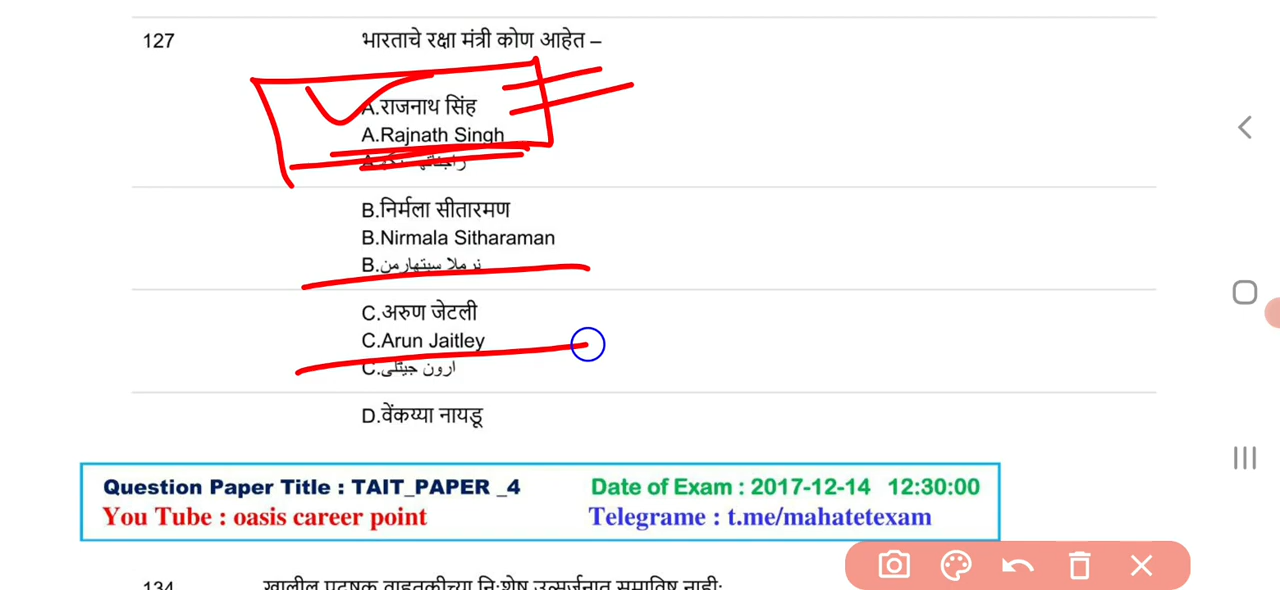 127
भारताचे रक्षा मंत्री कोण आहेत –
A.राजनाथ सिंह
A.Rajnath Singh
B.निर्मला सीतारमण
B.Nirmala Sitharaman
B.نرملا سیتھارمن
C.अरुण जेटली
C.Arun Jaitley
C.ارون جیٹلی
D.वेंकय्या नायडू
Question Paper Title : TAIT_PAPER _4 Date of Exam : 2017-12-14 12:30:00
You Tube : oasis career point Telegrame : t.me/mahatetexam
134 खालील